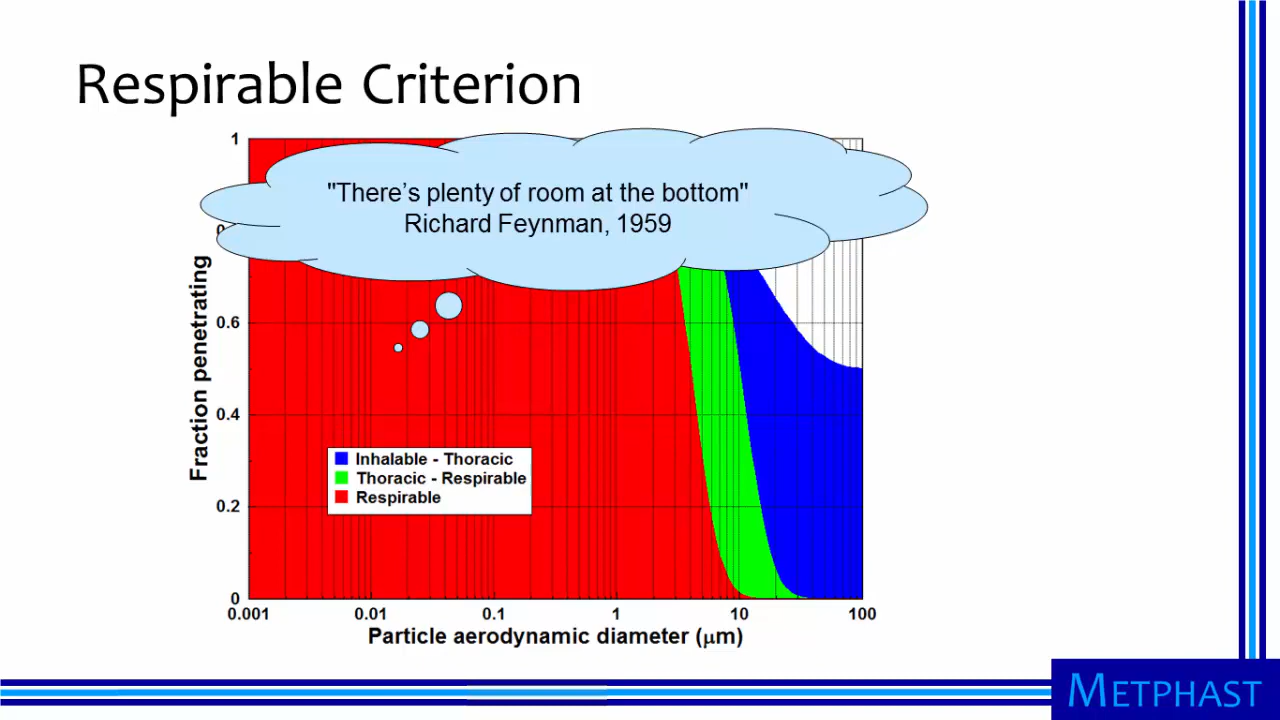 Respirable Criterion
1
"There’s plenty of room at the bottom"
Richard Feynman, 1959
Fraction penetrating
0.6
0.4
Inhalable - Thoracic
Thoracic - Respirable
Respirable
0.2
0
0.001 0.01 0.1 1 10 100
Particle aerodynamic diameter (μm)
METPHAST